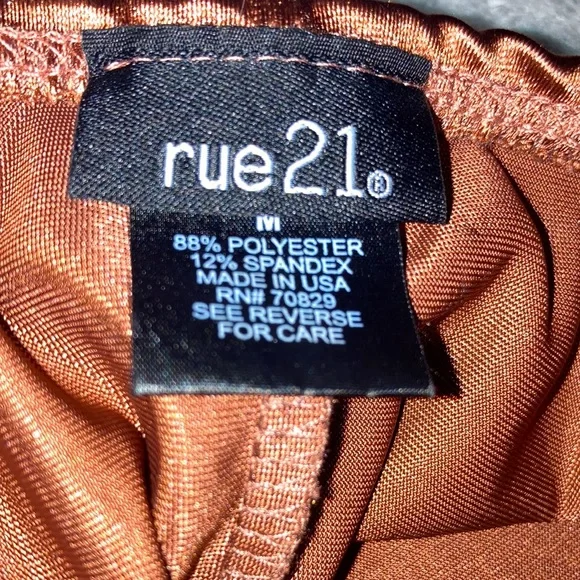 rue21®
M
88% POLYESTER
12% SPANDEX
MADE IN USA
RN# 70829
SEE REVERSE
FOR CARE